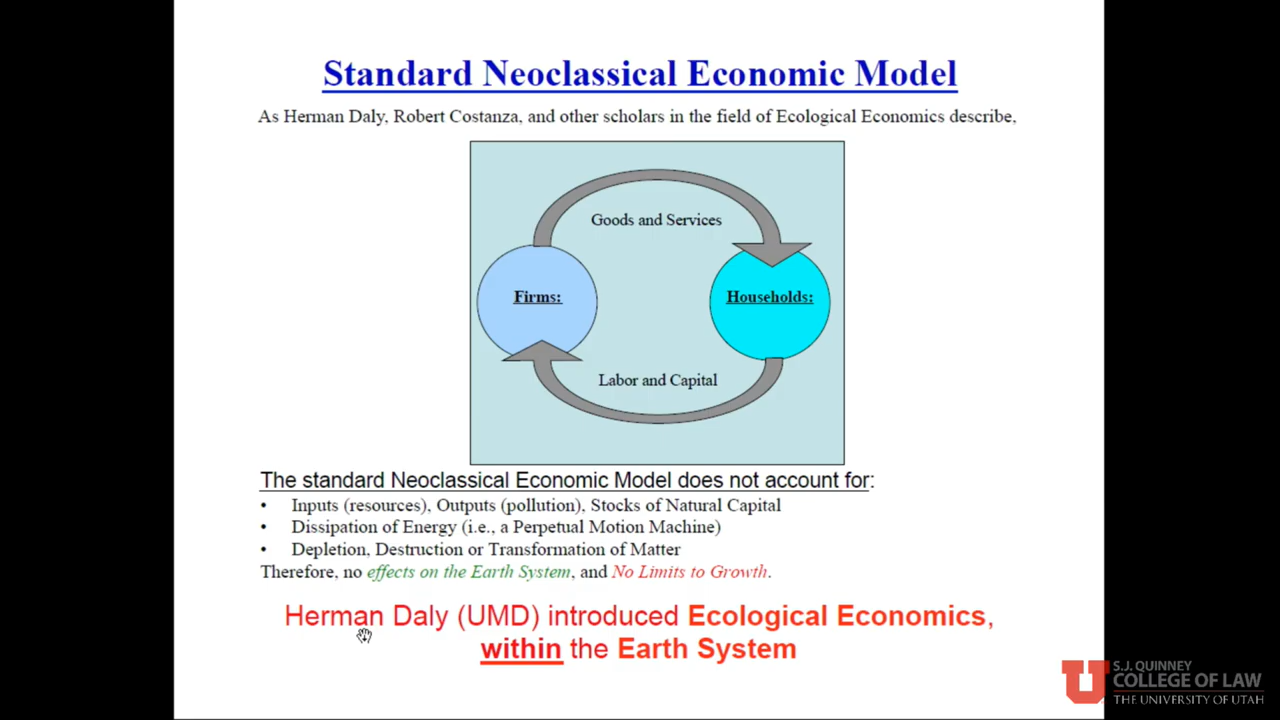 Standard Neoclassical Economic Model
As Herman Daly, Robert Costanza, and other scholars in the field of Ecological Economics describe,
Goods and Services
Firms:
Households:
Labor and Capital
The standard Neoclassical Economic Model does not account for:
• Inputs (resources), Outputs (pollution), Stocks of Natural Capital
• Dissipation of Energy (i.e., a Perpetual Motion Machine)
• Depletion, Destruction or Transformation of Matter
Therefore, no effects on the Earth System, and No Limits to Growth.
Herman Daly (UMD) introduced Ecological Economics,
within the Earth System
U
S.J. QUINNEY
COLLEGE OF LAW
THE UNIVERSITY OF UTAH